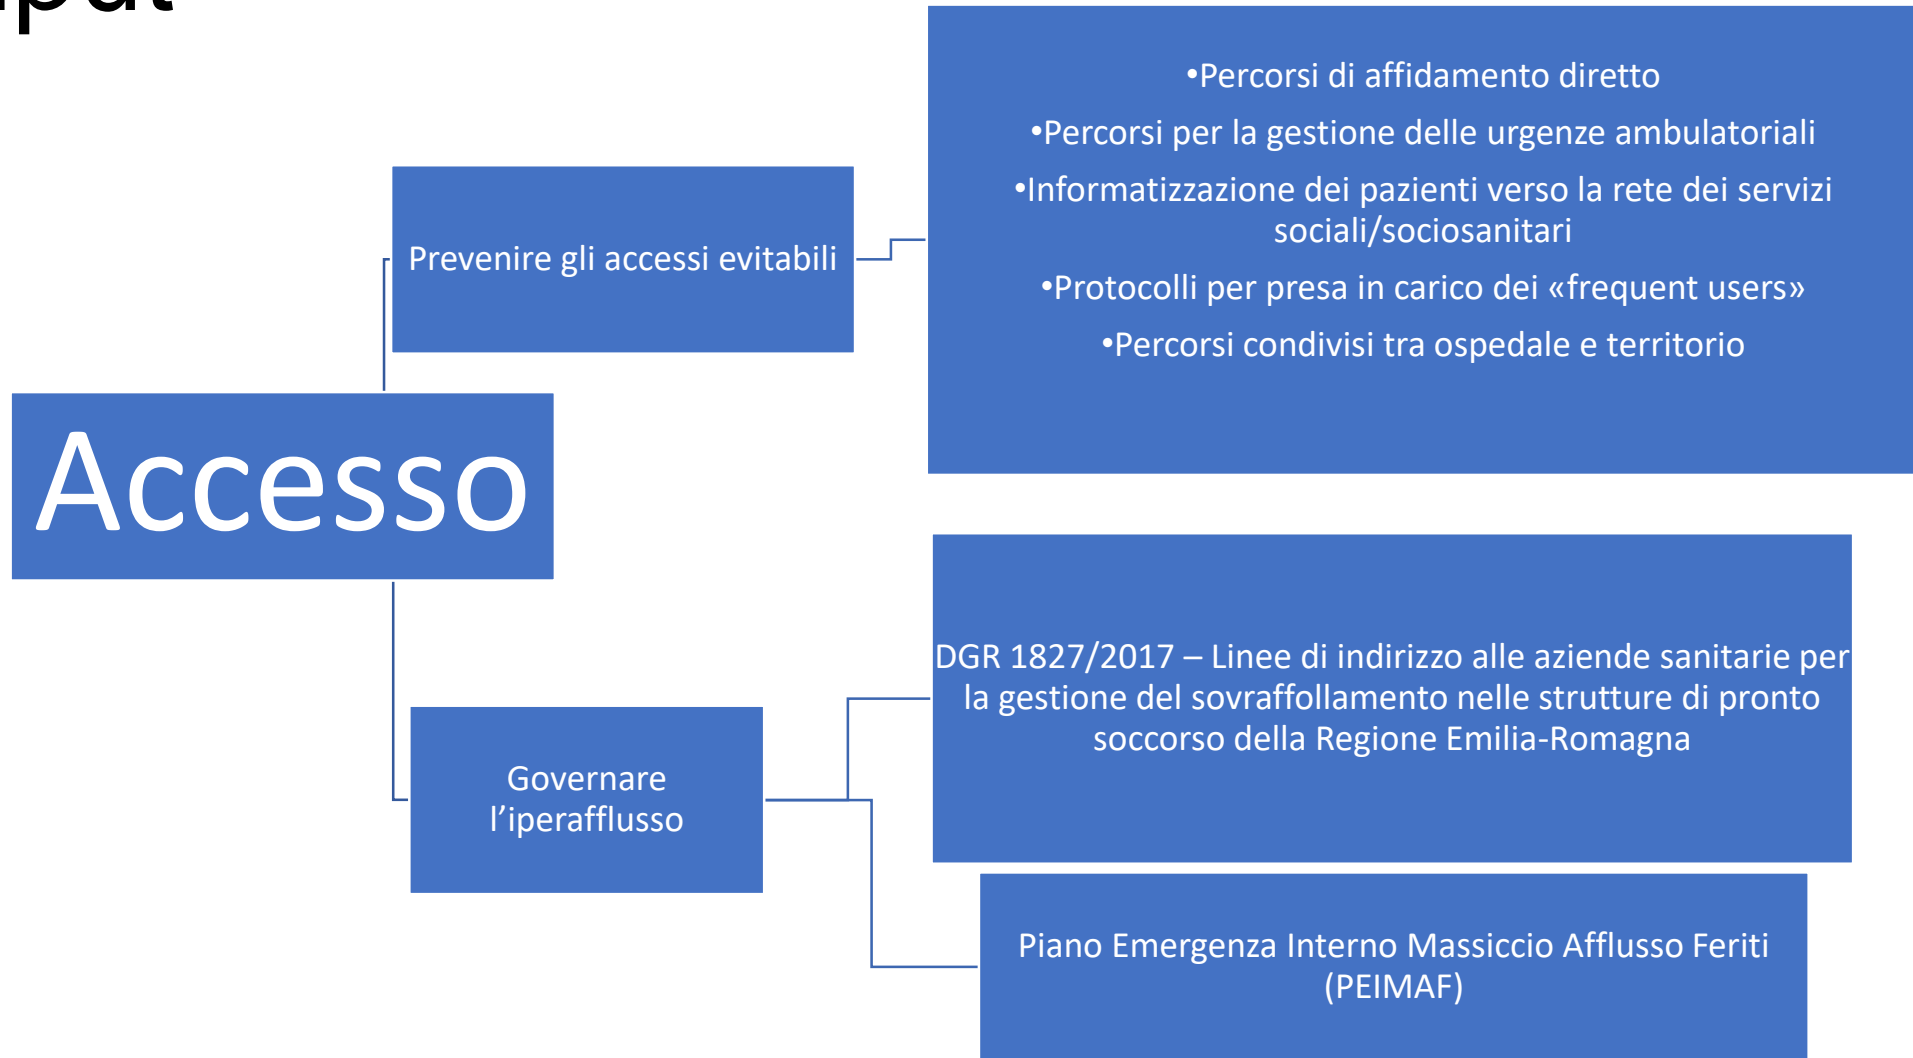 •Percorsi di affidamento diretto
•Percorsi per la gestione delle urgenze ambulatoriali
•Informatizzazione dei pazienti verso la rete dei servizi
sociali/sociosanitari
•Protocolli per presa in carico dei «frequent users»
•Percorsi condivisi tra ospedale e territorio
Prevenire gli accessi evitabili
Accesso
DGR 1827/2017 – Linee di indirizzo alle aziende sanitarie per
la gestione del sovraffollamento nelle strutture di pronto
soccorso della Regione Emilia-Romagna
Governare
l’iperafflusso
Piano Emergenza Interno Massiccio Afflusso Feriti
(PEIMAF)